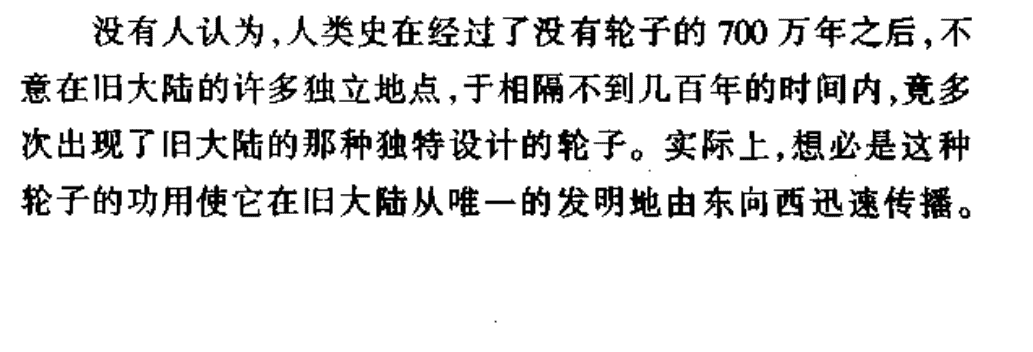 没有人认为,人类史在经过了没有轮子的 700 万年之后,不
意在旧大陆的许多独立地点,于相隔不到几百年的时间内,竟多
次出现了旧大陆的那种独特设计的轮子。实际上,想必是这种
轮子的功用使它在旧大陆从唯一的发明地由东向西迅速传播。